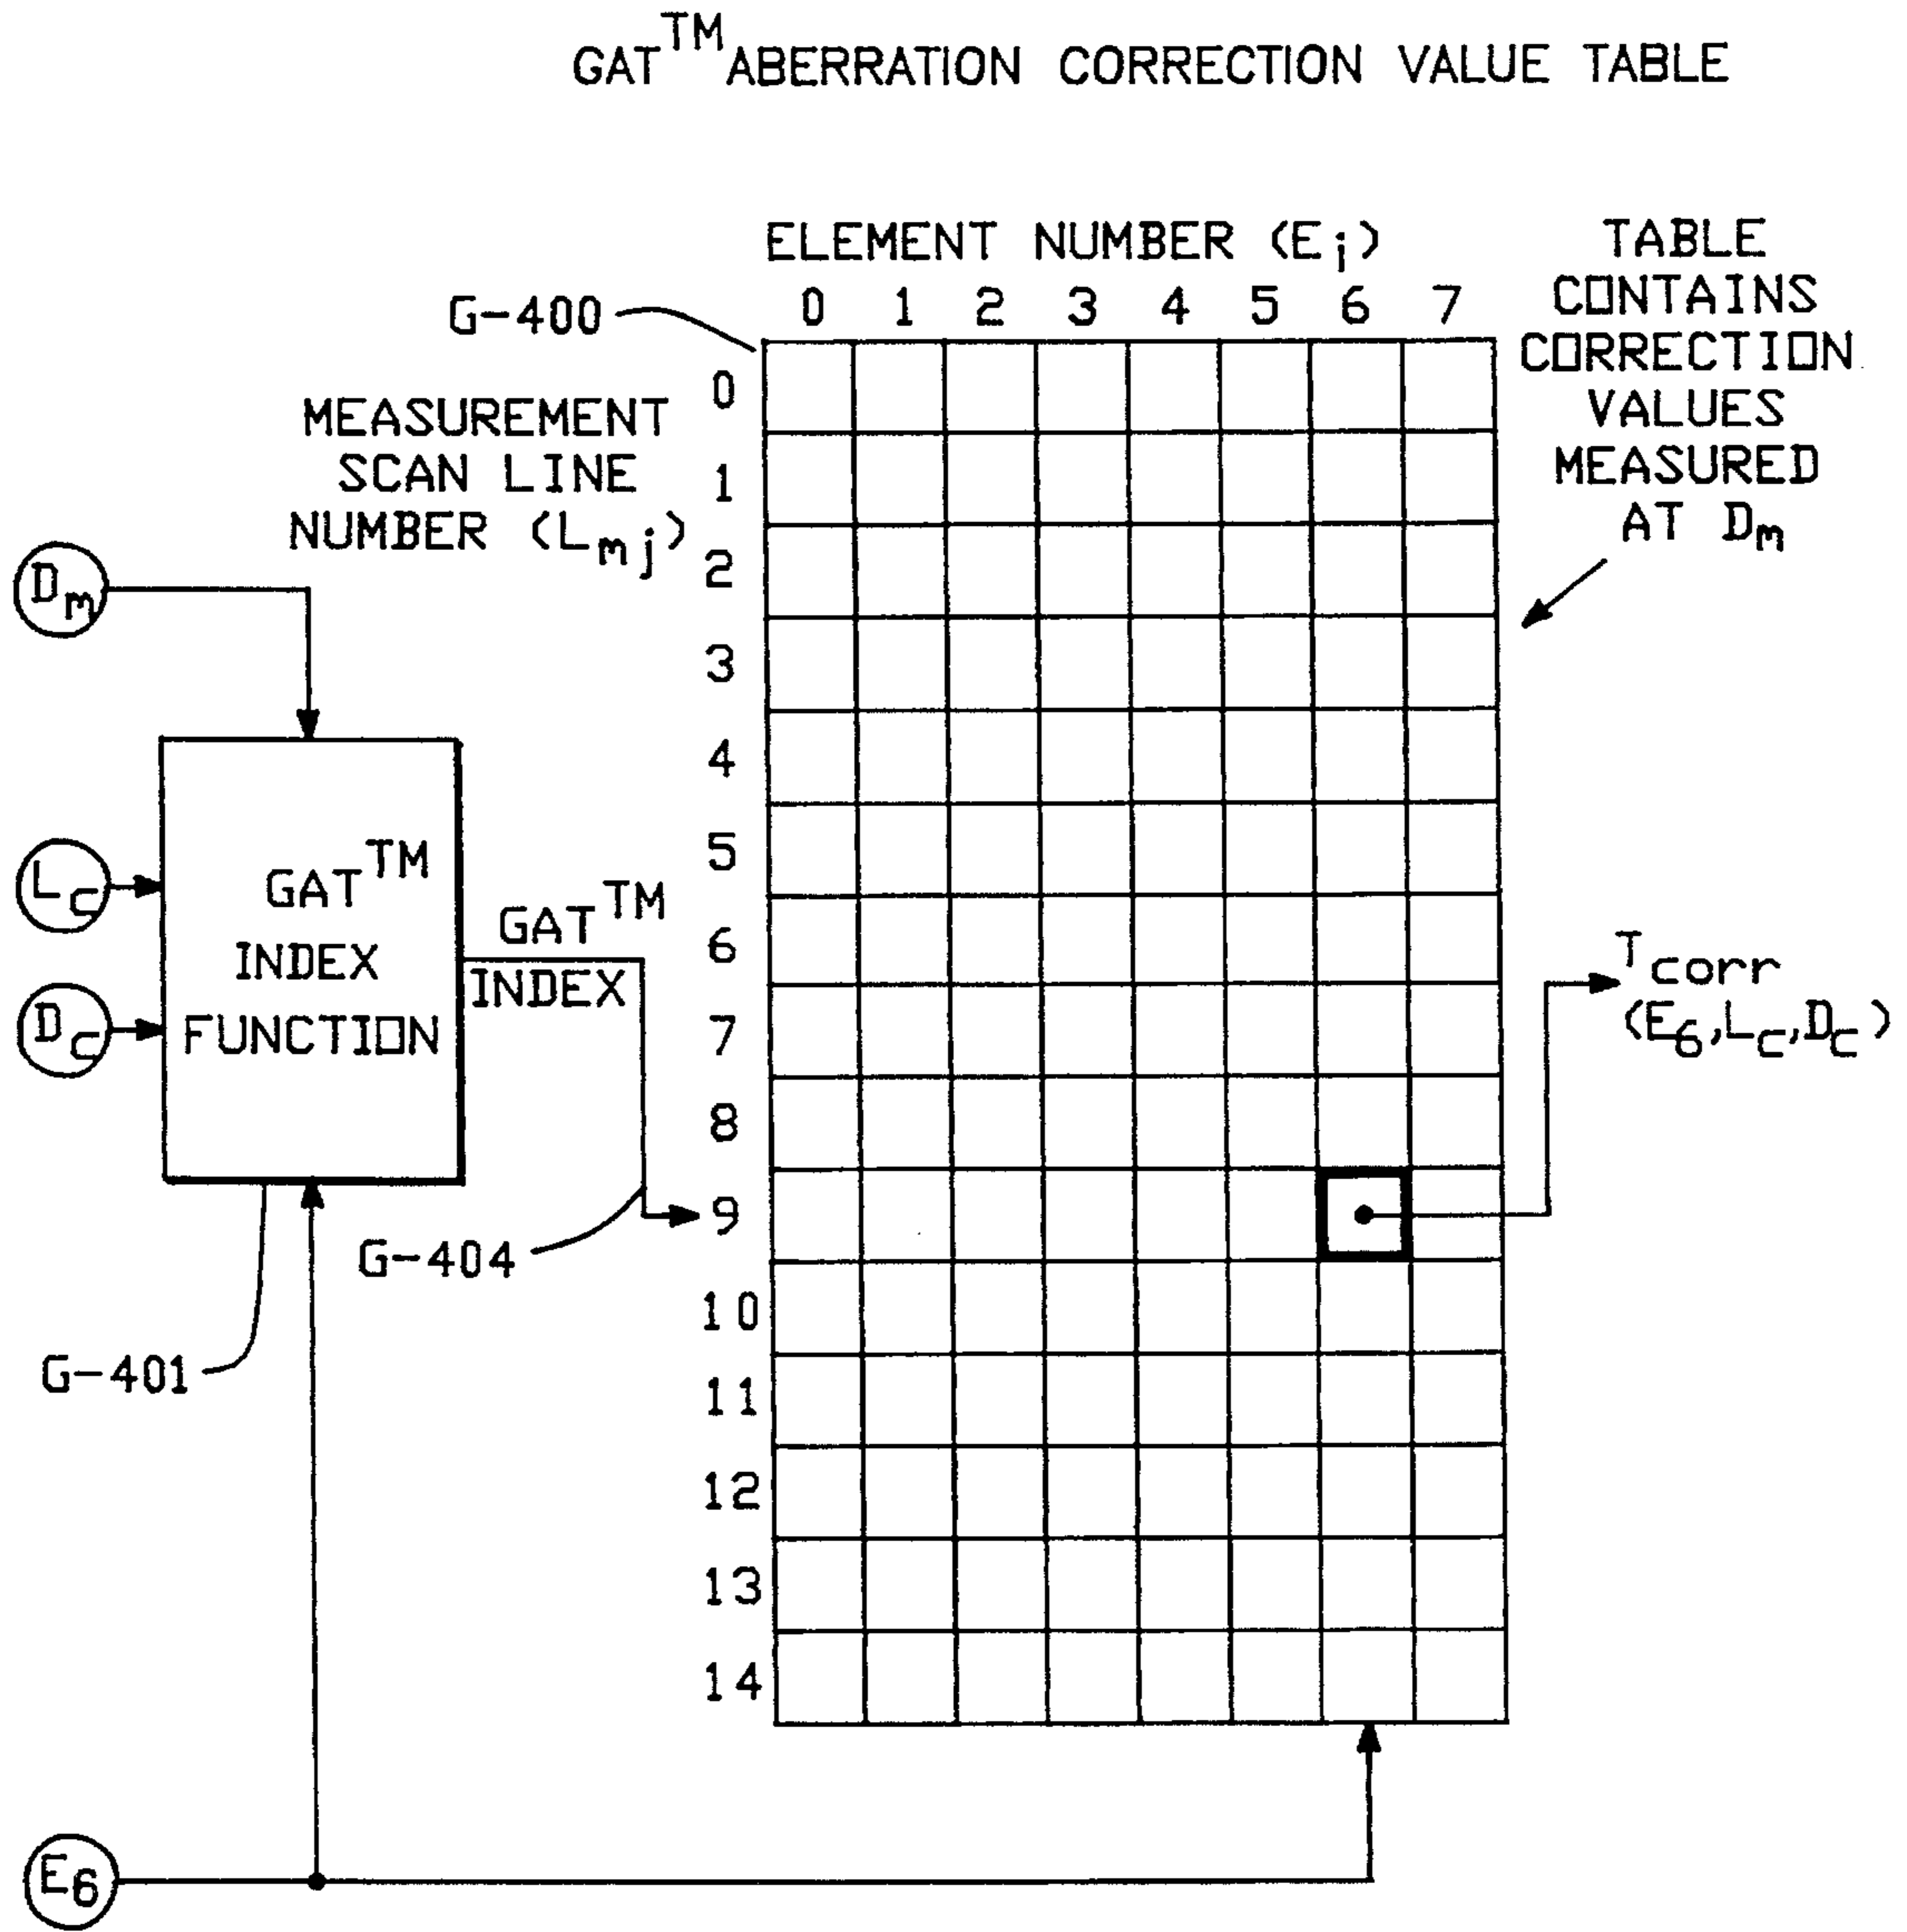 GAT™ ABERRATION CORRECTION VALUE TABLE
ELEMENT NUMBER (Ei)
0 1 2 3 4 5 6 7
G-400
TABLE
CONTAINS
CORRECTION
VALUES
MEASURED
AT Dm
MEASUREMENT
SCAN LINE
NUMBER (Lmj)
0
1
2
3
4
5
6
7
8
9
10
11
12
13
14
Dm
Lc
Dc
GAT™
INDEX
FUNCTION
GAT™
INDEX
Tcorr
(E6,Lc,Dc)
G-404
G-401
E6